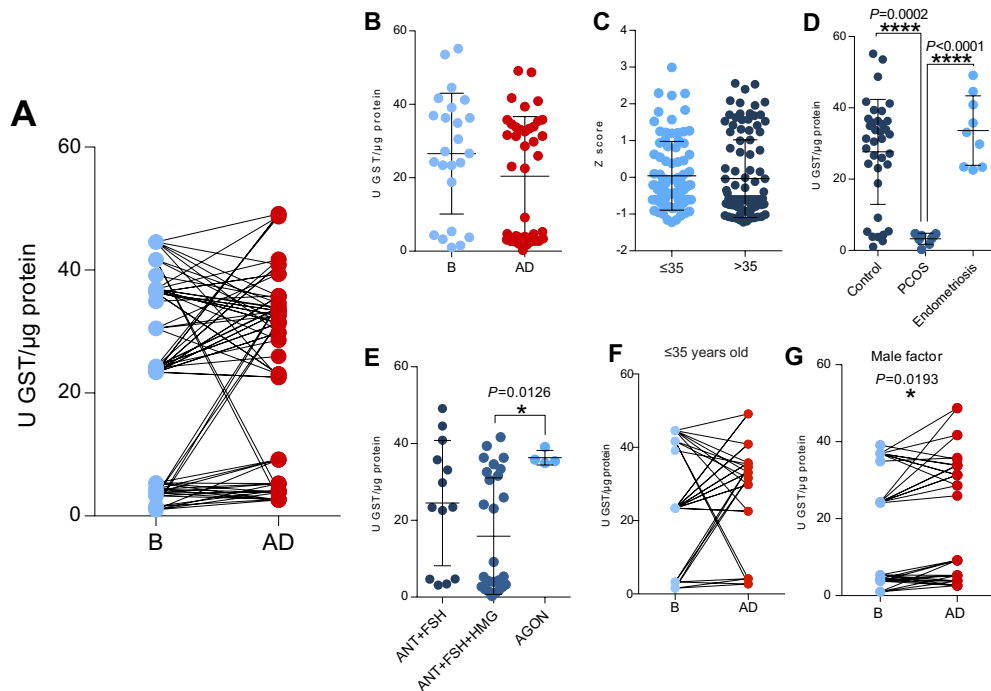 A
U GST/µg protein
60
40
20
0
B
AD
B
U GST/µg protein
60
40
20
0
B
AD
C
Z score
4
3
2
1
0
-1
-2
≤35
>35
D
P=0.0002
****
P<0.0001
****
U GST/µg protein
60
40
20
0
Control
PCOS
Endometriosis
E
P=0.0126
*
U GST/µg protein
60
40
20
0
ANT+FSH
ANT+FSH+HMG
AGON
F
≤35 years old
U GST/µg protein
60
40
20
0
B
AD
G
Male factor
P=0.0193
*
U GST/µg protein
60
40
20
0
B
AD